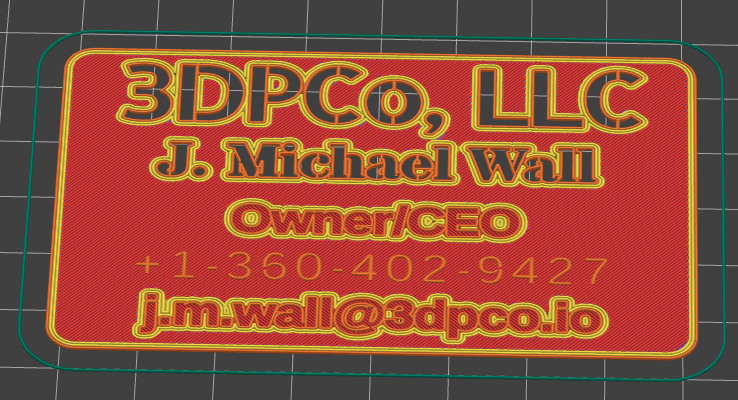 3DPCo, LLC
J. Michael Wall
Owner/CEO
+1-360-402-9427
j.m.wall@3dpco.io